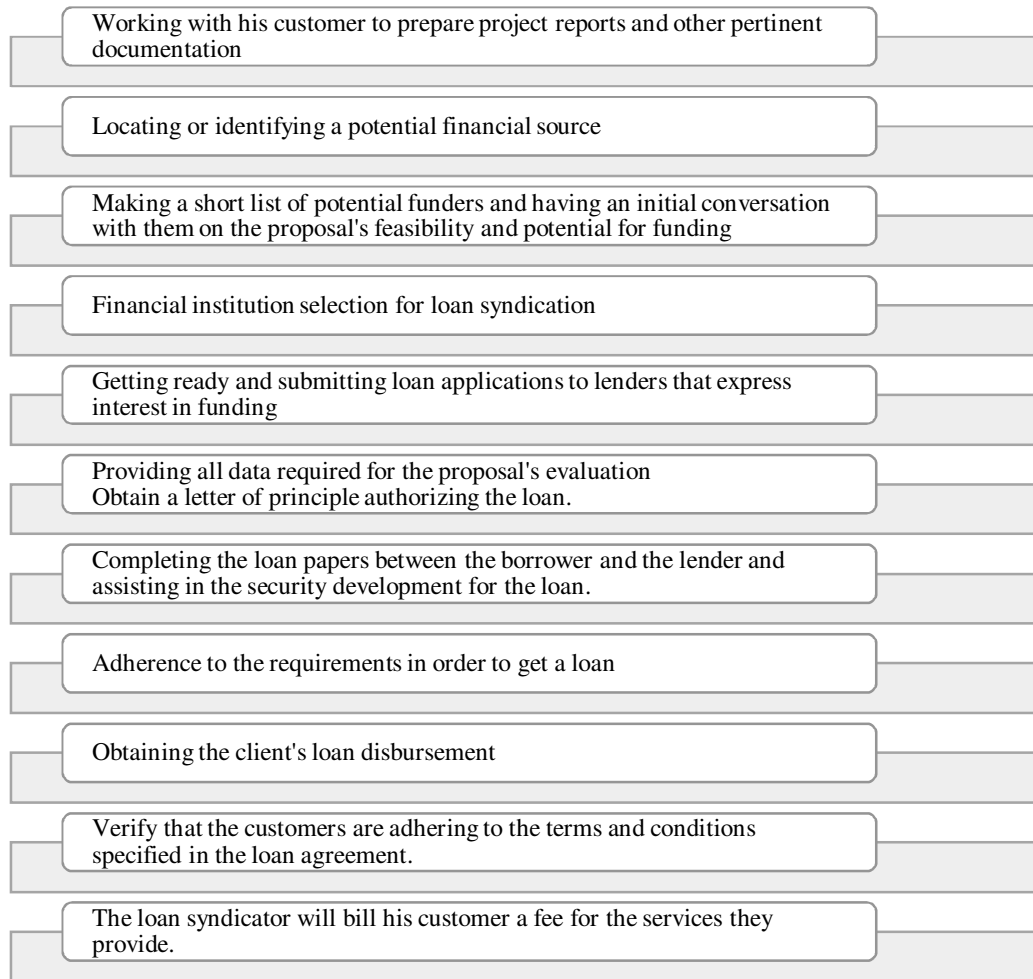 Working with his customer to prepare project reports and other pertinent
documentation
Locating or identifying a potential financial source
Making a short list of potential funders and having an initial conversation
with them on the proposal's feasibility and potential for funding
Financial institution selection for loan syndication
Getting ready and submitting loan applications to lenders that express
interest in funding
Providing all data required for the proposal's evaluation
Obtain a letter of principle authorizing the loan.
Completing the loan papers between the borrower and the lender and
assisting in the security development for the loan.
Adherence to the requirements in order to get a loan
Obtaining the client's loan disbursement
Verify that the customers are adhering to the terms and conditions
specified in the loan agreement.
The loan syndicator will bill his customer a fee for the services they
provide.